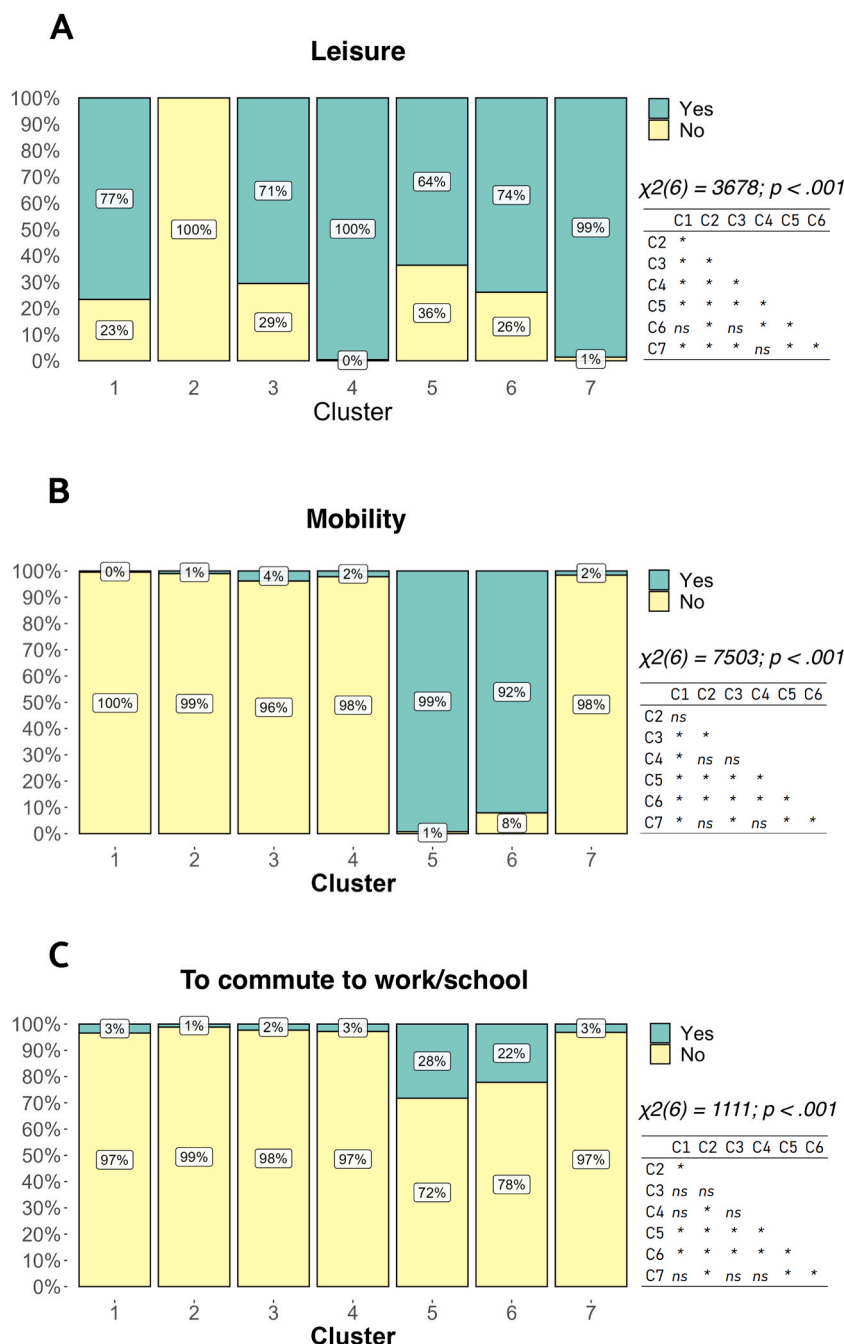 A
Leisure
100%
90%
80%
70%
60%
50%
40%
30%
20%
10%
0%
77%
23%
100%
71%
29%
100%
0%
64%
36%
74%
26%
99%
1%
1 2 3 4 5 6 7
Cluster
Yes
No
χ2(6) = 3678; p < .001
C1 C2 C3 C4 C5 C6
C2 *
C3 * *
C4 * * *
C5 * * * *
C6 ns * ns * *
C7 * * * ns * *
B
Mobility
100%
90%
80%
70%
60%
50%
40%
30%
20%
10%
0%
0%
100%
1%
99%
4%
96%
2%
98%
99%
1%
92%
8%
2%
98%
1 2 3 4 5 6 7
Cluster
Yes
No
χ2(6) = 7503; p < .001
C1 C2 C3 C4 C5 C6
C2 ns
C3 * *
C4 * ns ns
C5 * * * *
C6 * * * * *
C7 * ns * ns * *
C
To commute to work/school
100%
90%
80%
70%
60%
50%
40%
30%
20%
10%
0%
3%
97%
1%
99%
2%
98%
3%
97%
28%
72%
22%
78%
3%
97%
1 2 3 4 5 6 7
Cluster
Yes
No
χ2(6) = 1111; p < .001
C1 C2 C3 C4 C5 C6
C2 *
C3 ns ns
C4 ns * ns
C5 * * * *
C6 * * * * *
C7 ns * ns ns * *